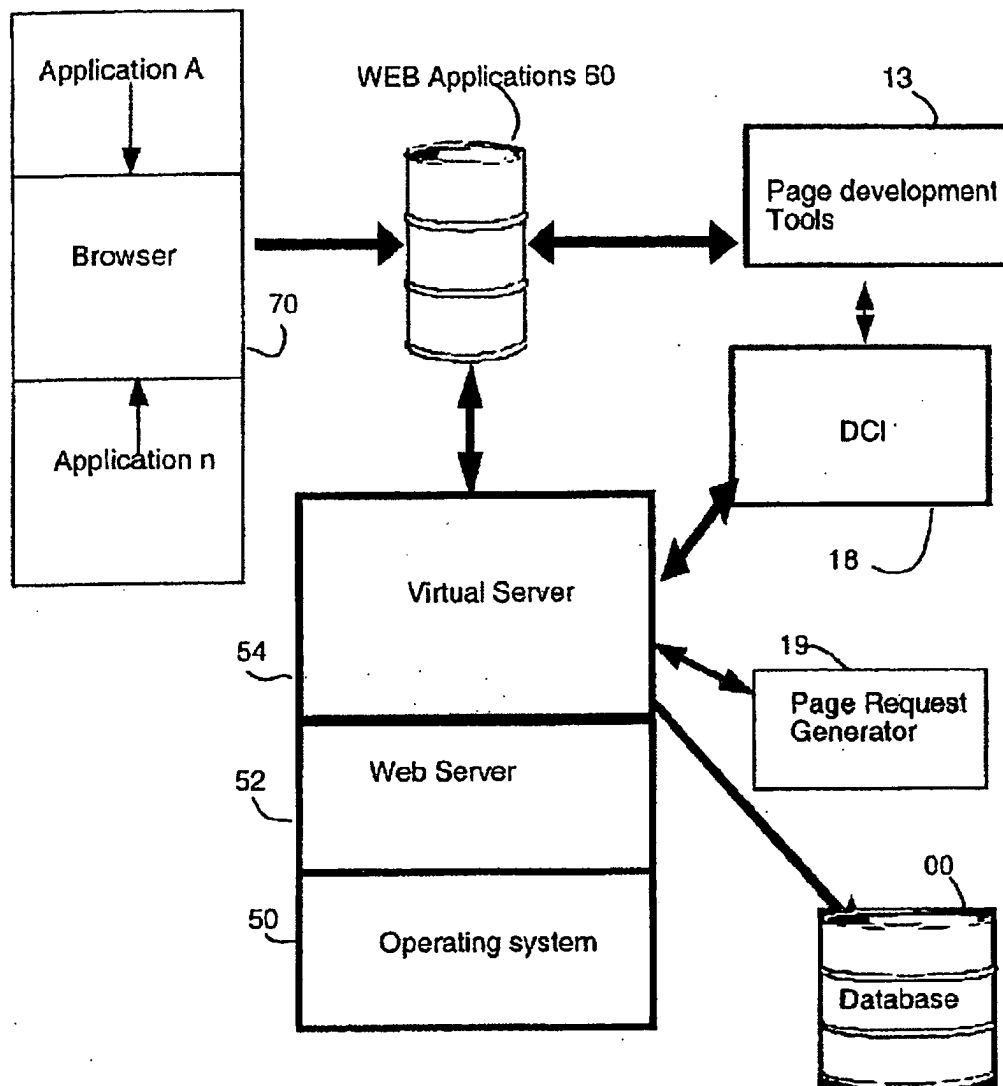 Application A
WEB Applications 60
13
Page development
Tools
Browser
70
DCI
Application n
18
Virtual Server
19
54
Page Request
Generator
Web Server
52
00
50
Operating system
Database